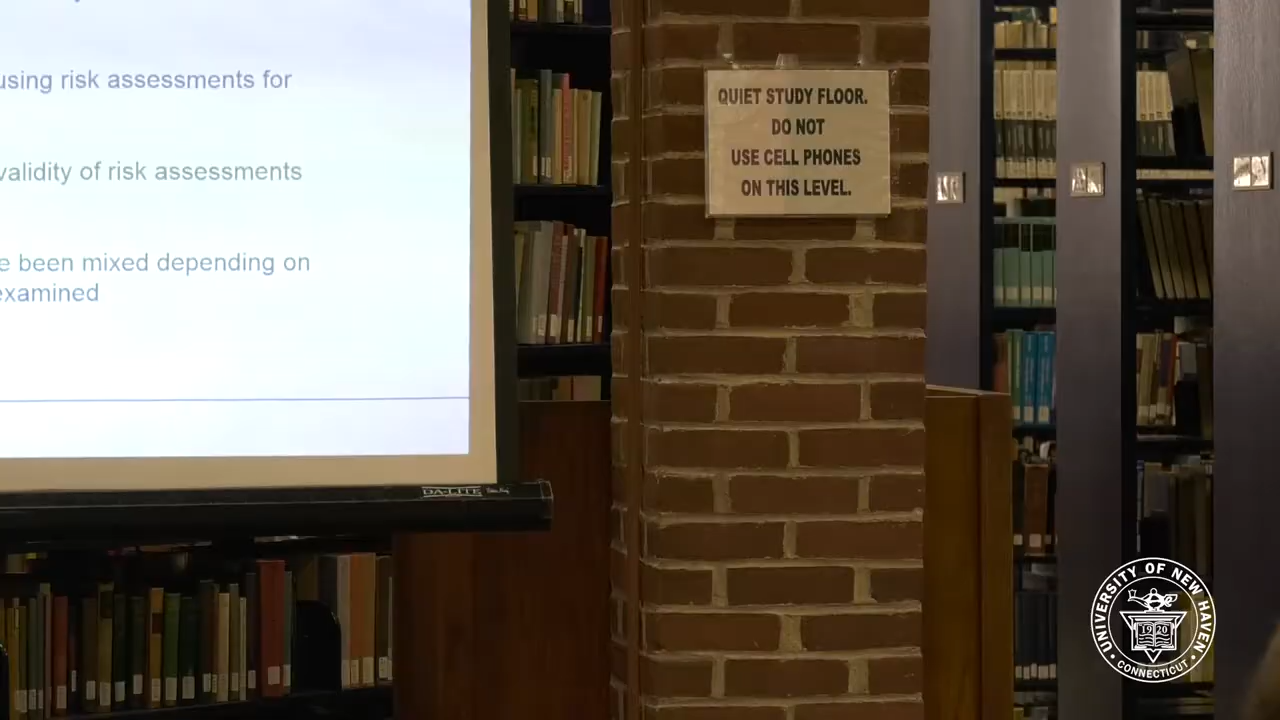 using risk assessments for
validity of risk assessments
e been mixed depending on
examined
QUIET STUDY FLOOR.
DO NOT
USE CELL PHONES
ON THIS LEVEL.
DA-LITE
UNIVERSITY OF NEW HAVEN
1920
CONNECTICUT